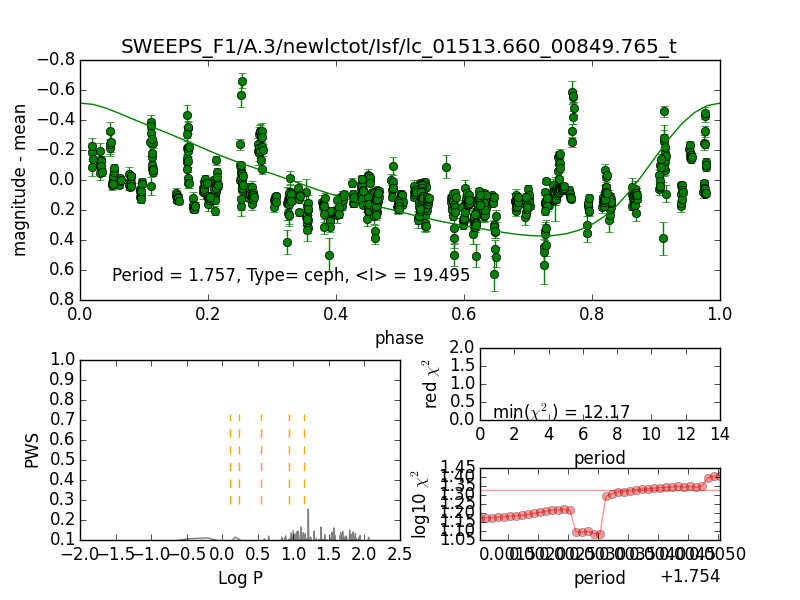 SWEEPS_F1/A.3/newlctot/Isf/lc_01513.660_00849.765_t
magnitude - mean
−0.8
−0.6
−0.4
−0.2
0.0
0.2
0.4
0.6
0.8
Period = 1.757, Type= ceph, <I> = 19.495
0.0 0.2 0.4 0.6 0.8 1.0
phase
PWS
1.0
0.9
0.8
0.7
0.6
0.5
0.4
0.3
0.2
0.1
−2.0 −1.5 −1.0 −0.5 0.0 0.5 1.0 1.5 2.0 2.5
Log P
red χ²
2.0
1.5
1.0
0.5
0.0
min(χ²) = 12.17
0 2 4 6 8 10 12 14
period
log10 χ²
1.45
1.40
1.35
1.30
1.25
1.20
1.15
1.10
1.05
period
+1.754